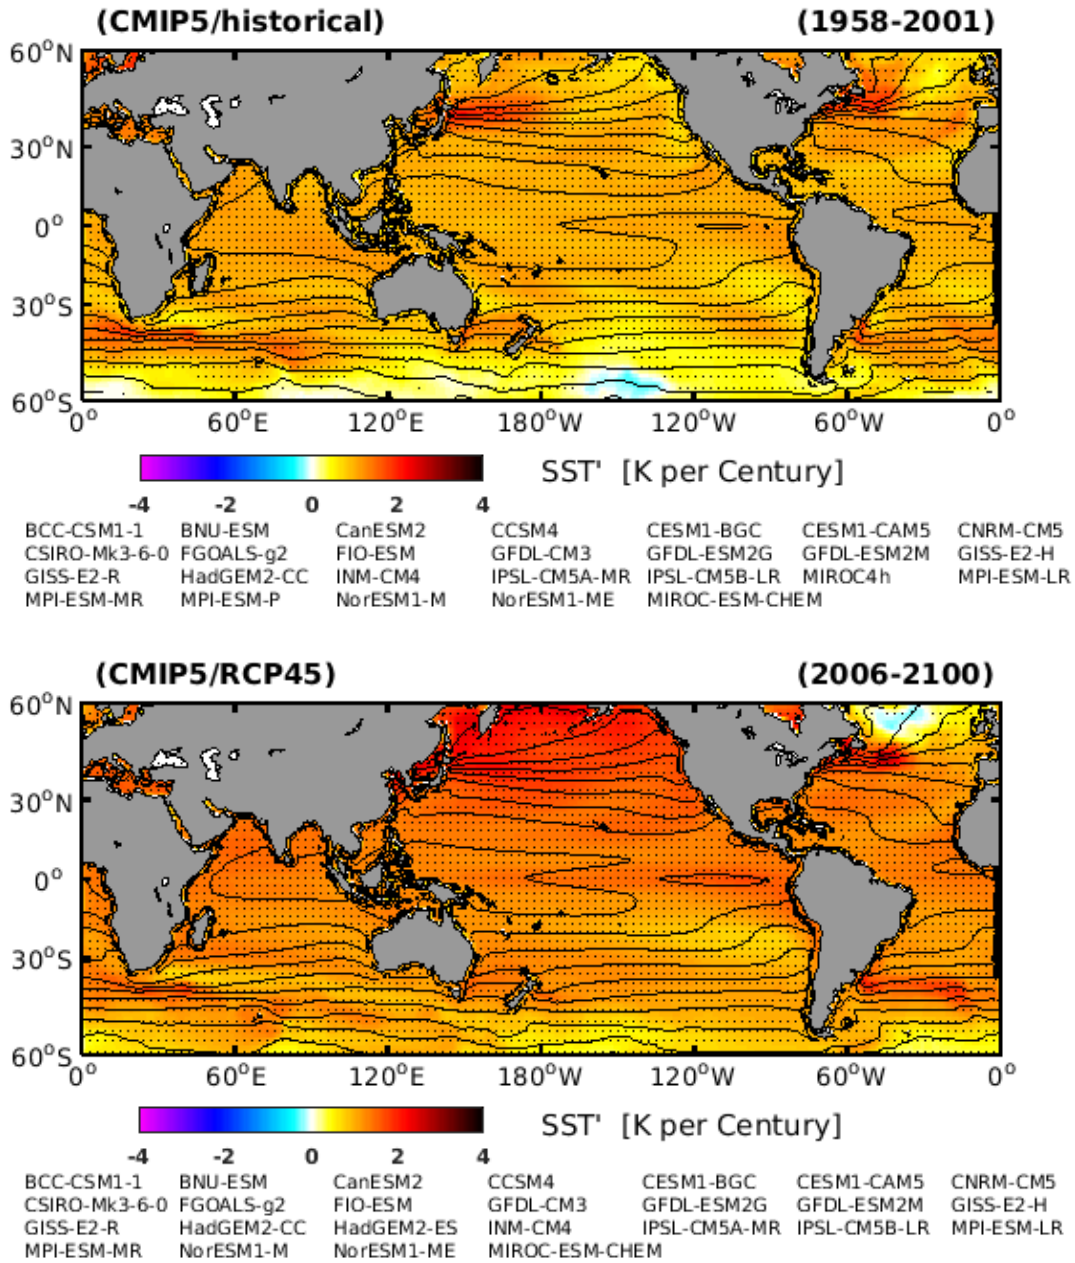 (CMIP5/historical) (1958-2001)
60°N
30°N
0°
30°S
60°S
0° 60°E 120°E 180°W 120°W 60°W 0°
-4 -2 0 2 4
SST' [K per Century]
BCC-CSM1-1 BNU-ESM CanESM2 CCSM4 CESM1-BGC CESM1-CAM5 CNRM-CM5
CSIRO-Mk3-6-0 FGOALS-g2 FIO-ESM GFDL-CM3 GFDL-ESM2G GFDL-ESM2M GISS-E2-H
GISS-E2-R HadGEM2-CC INM-CM4 IPSL-CM5A-MR IPSL-CM5B-LR MIROC4h MPI-ESM-LR
MPI-ESM-MR MPI-ESM-P NorESM1-M NorESM1-ME MIROC-ESM-CHEM
(CMIP5/RCP45) (2006-2100)
60°N
30°N
0°
30°S
60°S
0° 60°E 120°E 180°W 120°W 60°W 0°
-4 -2 0 2 4
SST' [K per Century]
BCC-CSM1-1 BNU-ESM CanESM2 CCSM4 CESM1-BGC CESM1-CAM5 CNRM-CM5
CSIRO-Mk3-6-0 FGOALS-g2 FIO-ESM GFDL-CM3 GFDL-ESM2G GFDL-ESM2M GISS-E2-H
GISS-E2-R HadGEM2-CC HadGEM2-ES INM-CM4 IPSL-CM5A-MR IPSL-CM5B-LR MPI-ESM-LR
MPI-ESM-MR NorESM1-M NorESM1-ME MIROC-ESM-CHEM